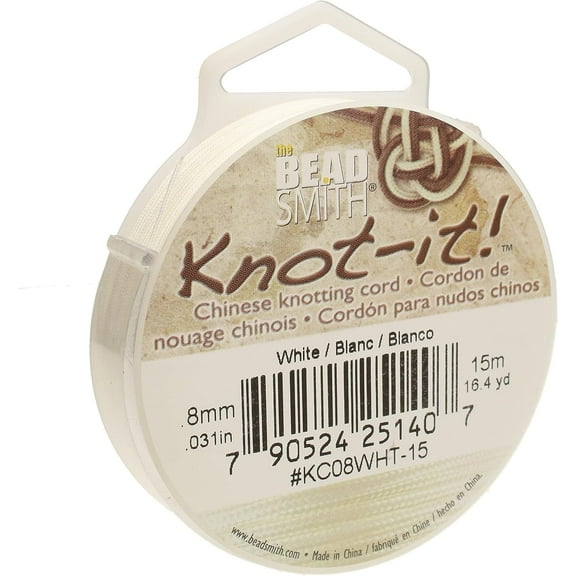 the
BEAD
SMITH®
Knot-it!™
Chinese knotting cord • Cordon de
nouage chinois • Cordón para nudos chinos
White / Blanc / Blanco
.8mm
.031in
15m
16.4 yd
7 90524 25140 7
#KC08WHT-15
www.beadsmith.com • Made in China / fabriqué en Chine / hecho en China.